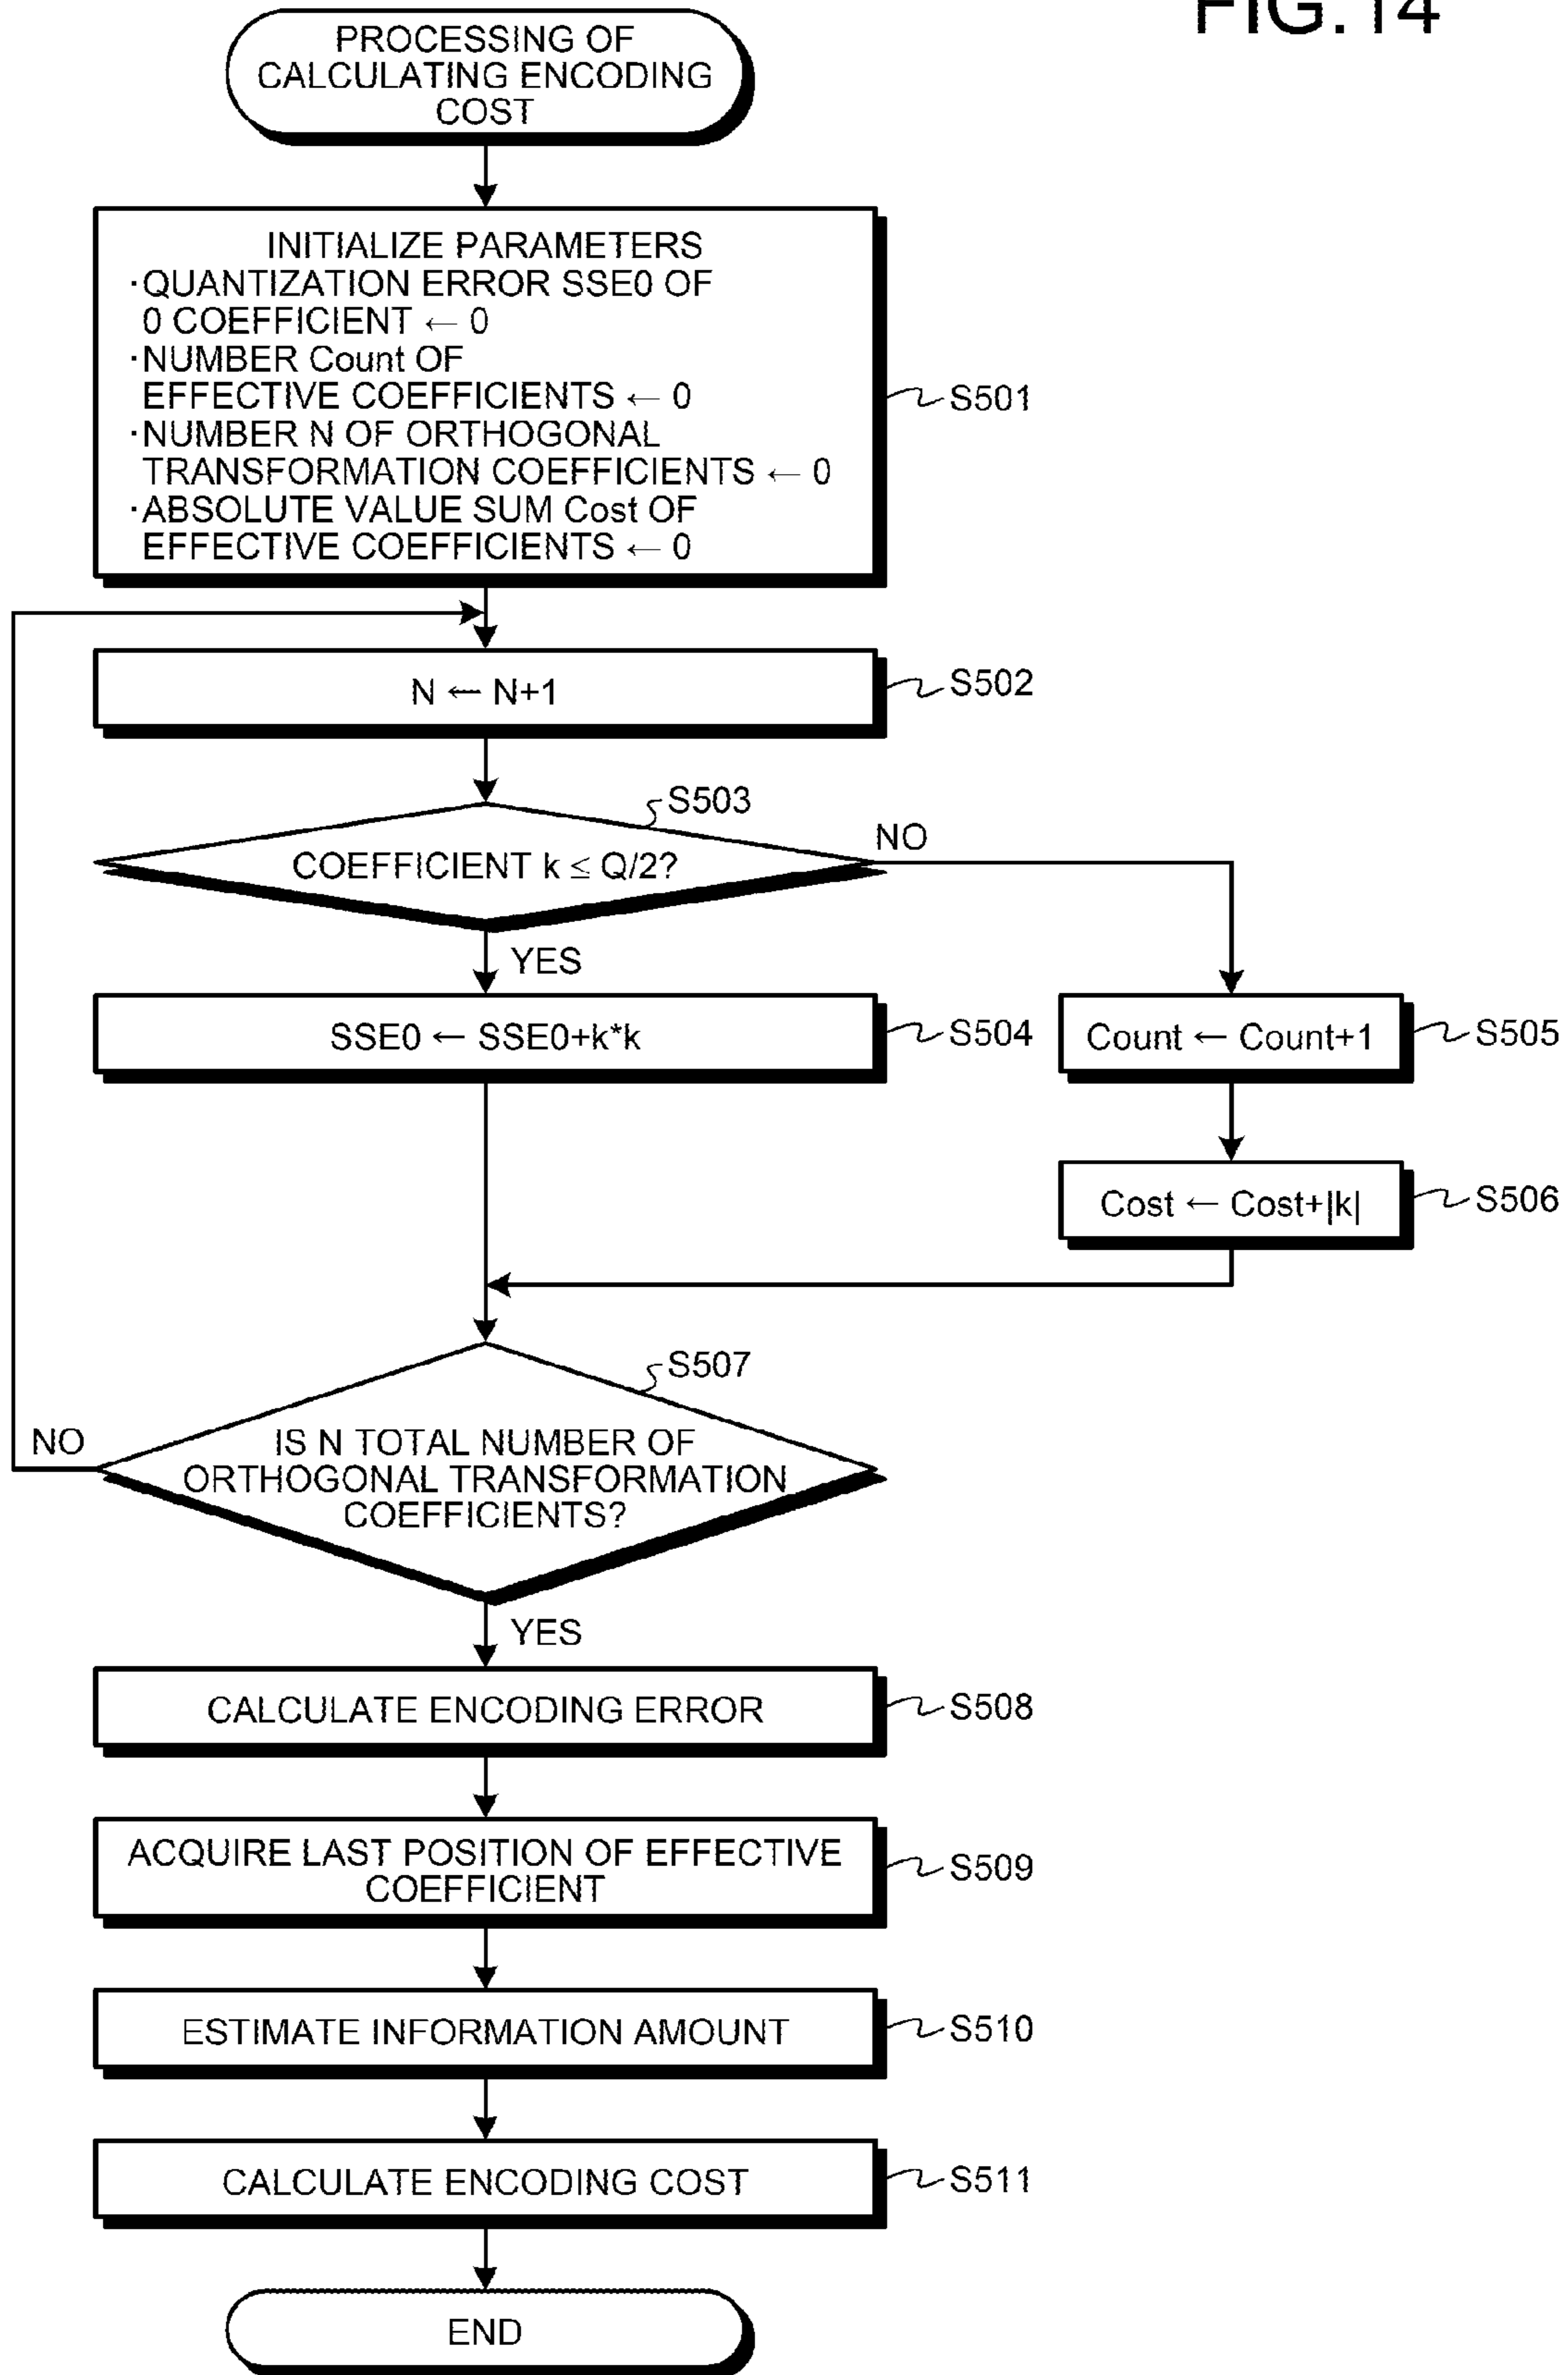 FIG.14
PROCESSING OF
CALCULATING ENCODING
COST
INITIALIZE PARAMETERS
·QUANTIZATION ERROR SSE0 OF
0 COEFFICIENT ← 0
·NUMBER Count OF
EFFECTIVE COEFFICIENTS ← 0
·NUMBER N OF ORTHOGONAL
TRANSFORMATION COEFFICIENTS ← 0
·ABSOLUTE VALUE SUM Cost OF
EFFECTIVE COEFFICIENTS ← 0
S501
N ← N+1
S502
S503
COEFFICIENT k ≤ Q/2?
NO
YES
SSE0 ← SSE0+k*k
S504
Count ← Count+1
S505
Cost ← Cost+|k|
S506
S507
IS N TOTAL NUMBER OF
ORTHOGONAL TRANSFORMATION
COEFFICIENTS?
NO
YES
CALCULATE ENCODING ERROR
S508
ACQUIRE LAST POSITION OF EFFECTIVE
COEFFICIENT
S509
ESTIMATE INFORMATION AMOUNT
S510
CALCULATE ENCODING COST
S511
END